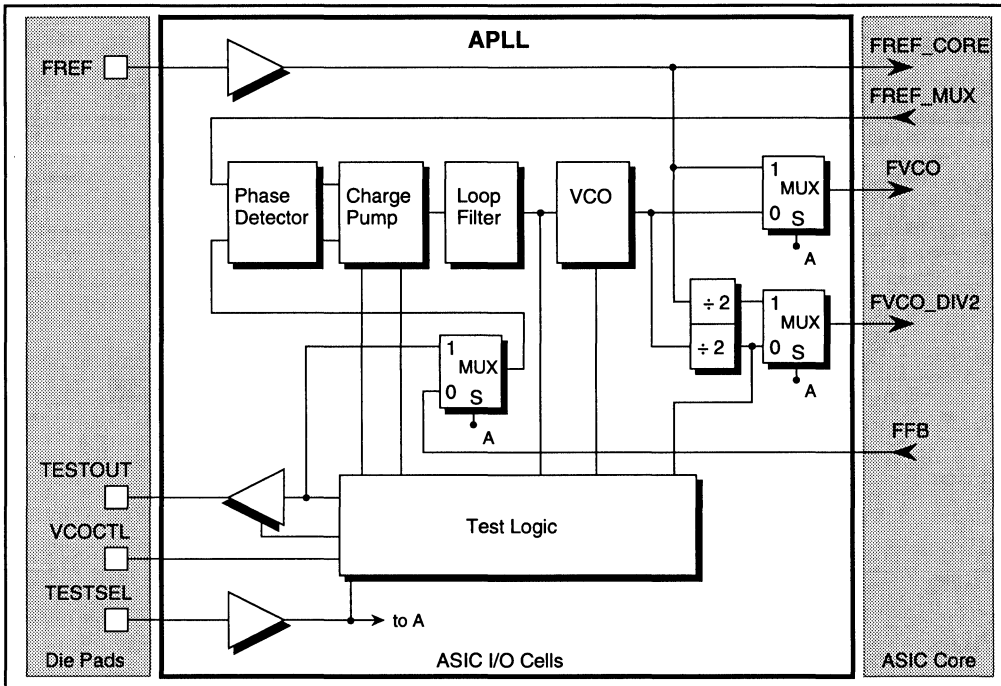 APLL
FREF
FREF_CORE
FREF_MUX
Phase
Detector
Charge
Pump
Loop
Filter
VCO
1
MUX
0
S
A
FVCO
÷ 2
÷ 2
1
MUX
0
S
A
FVCO_DIV2
1
MUX
0
S
A
FFB
TESTOUT
VCOCTL
TESTSEL
Test Logic
to A
Die Pads
ASIC I/O Cells
ASIC Core